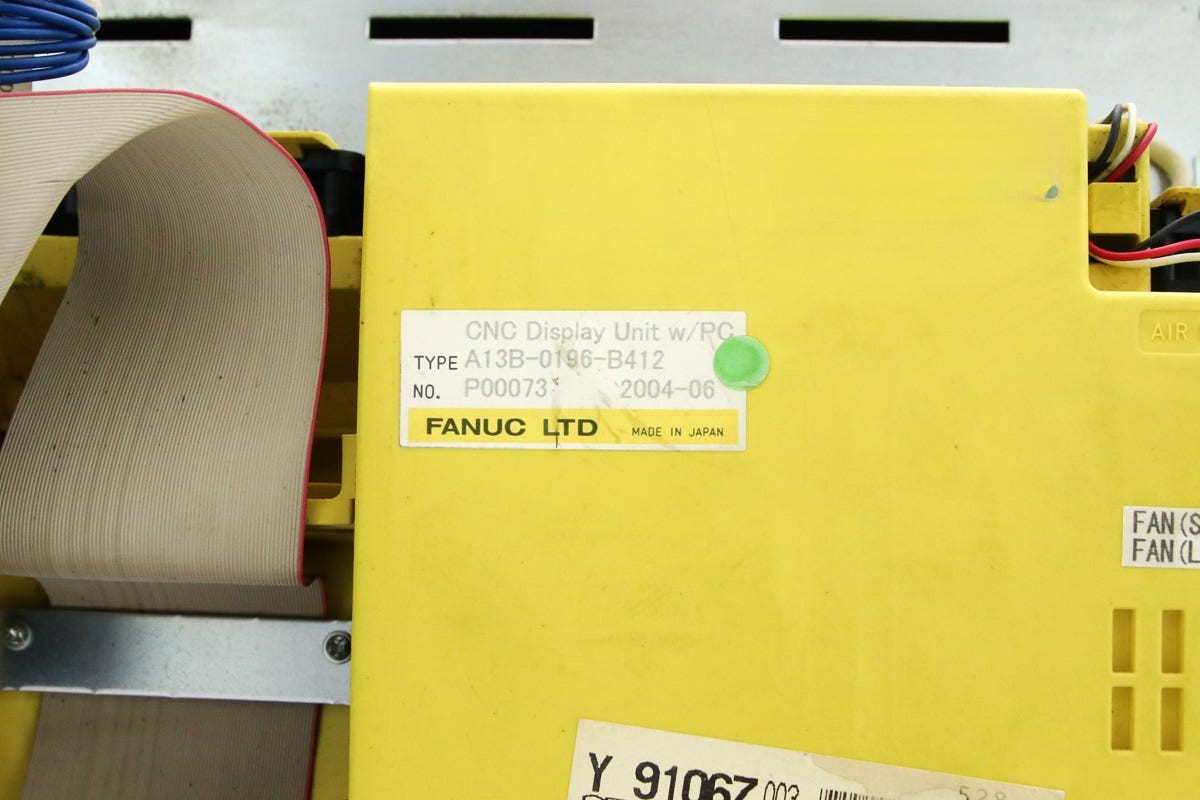 CNC Display Unit w/PC
TYPE A13B-0196-B412
NO. P00073 2004-06
FANUC LTD MADE IN JAPAN
AIR
FAN(S
FAN(L
Y 91067 003
528